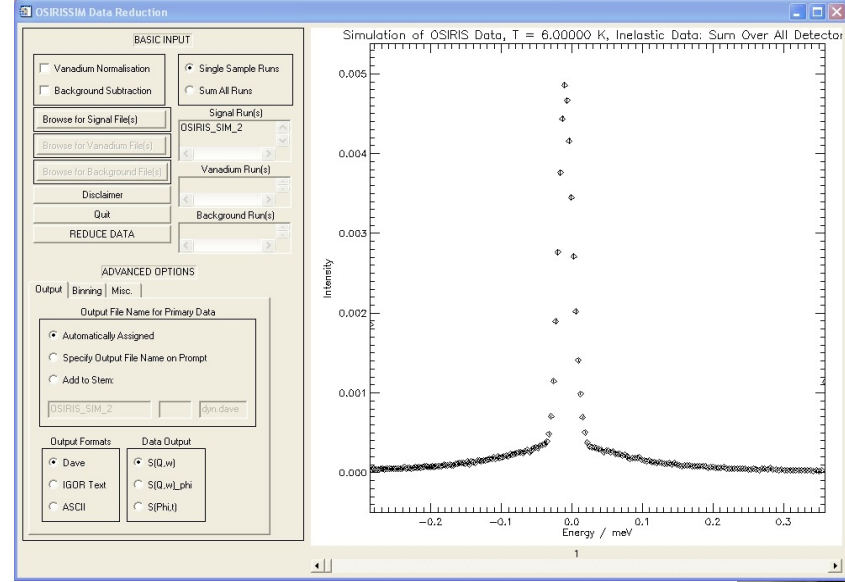 OSIRISSIM Data Reduction
BASIC INPUT
Vanadium Normalisation
Background Subtraction
Single Sample Runs
Sum All Runs
Browse for Signal File(s)
Browse for Vanadium File(s)
Browse for Background File(s)
Disclaimer
Quit
REDUCE DATA
Signal Run(s)
OSIRIS_SIM_2
Vanadium Run(s)
Background Run(s)
ADVANCED OPTIONS
Output Binning Misc.
Output File Name for Primary Data
Automatically Assigned
Specify Output File Name on Prompt
Add to Stem:
OSIRIS_SIM_2 dyn.dave
Output Formats
Dave
IGOR Text
ASCII
Data Output
S(Q,w)
S(Q,w)_phi
S(Phi,t)
Simulation of OSIRIS Data, T = 6.00000 K, Inelastic Data: Sum Over All Detector
Intensity
0.005
0.004
0.003
0.002
0.001
0.000
-0.2 -0.1 0.0 0.1 0.2 0.3
Energy / meV
1